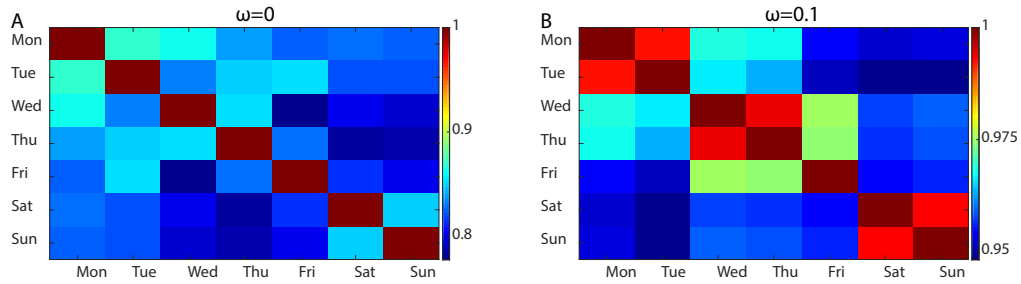 A
ω=0
Mon
Tue
Wed
Thu
Fri
Sat
Sun
Mon Tue Wed Thu Fri Sat Sun
1
0.9
0.8
B
ω=0.1
Mon
Tue
Wed
Thu
Fri
Sat
Sun
Mon Tue Wed Thu Fri Sat Sun
1
0.975
0.95